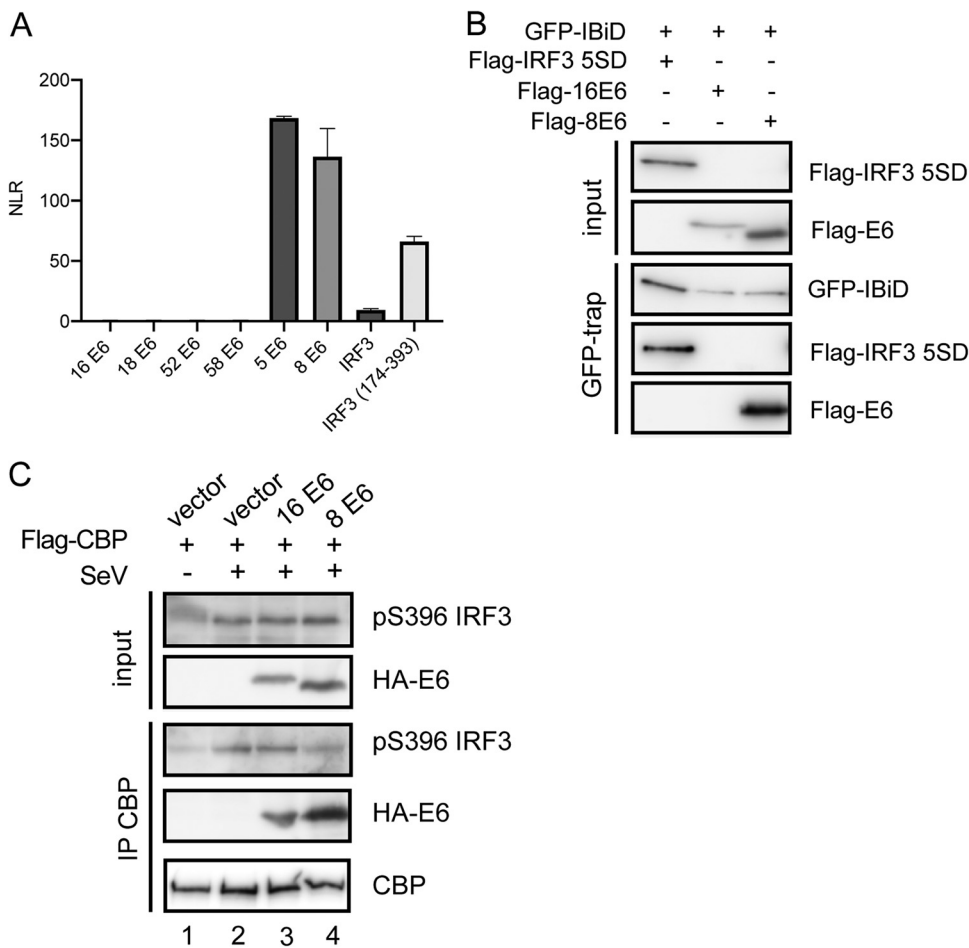 A
NLR
200
150
100
50
0
16 E6
18 E6
52 E6
58 E6
5 E6
8 E6
IRF3
IRF3 (174-393)
B
GFP-IBiD + + +
Flag-IRF3 5SD + - -
Flag-16E6 - + -
Flag-8E6 - - +
input
Flag-IRF3 5SD
Flag-E6
GFP-trap
GFP-IBiD
Flag-IRF3 5SD
Flag-E6
C
vector vector 16 E6 8 E6
Flag-CBP + + + +
SeV - + + +
input
pS396 IRF3
HA-E6
IP CBP
pS396 IRF3
HA-E6
CBP
1 2 3 4